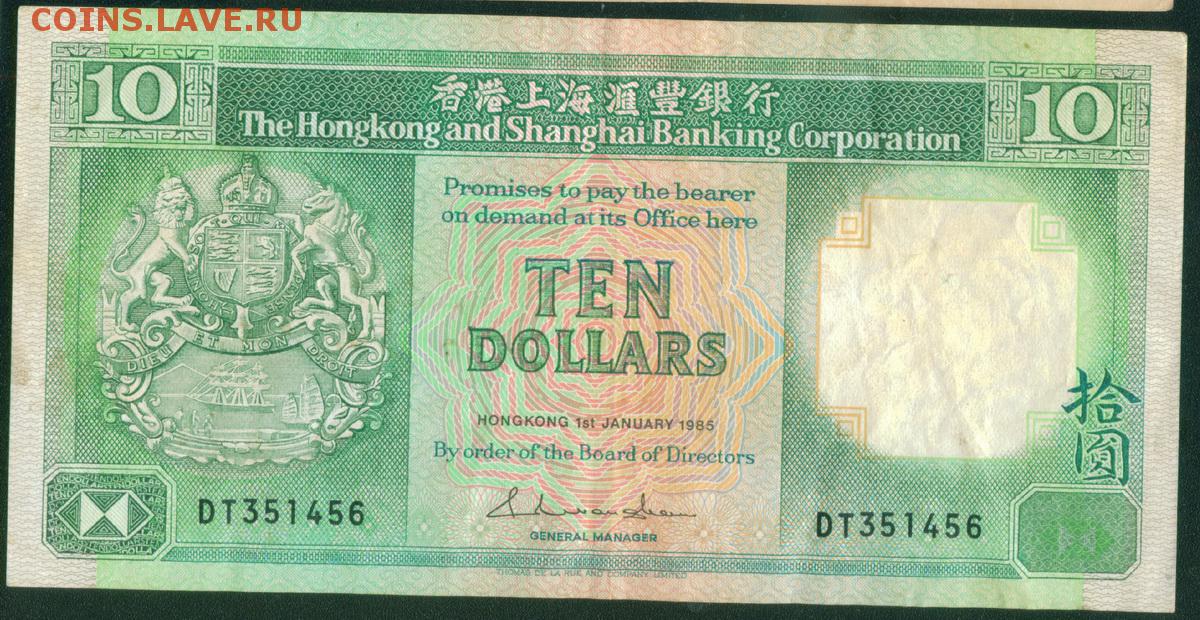 COINS.LAVE.RU
10
香港上海滙豐銀行
10
The Hongkong and Shanghai Banking Corporation
Promises to pay the bearer
on demand at its Office here
TEN
DOLLARS
DIEU ET MON DROIT
HONGKONG 1st JANUARY 1985
By order of the Board of Directors
拾圓
DT351456
DT351456
GENERAL MANAGER
THOMAS DE LA RUE AND COMPANY LIMITED